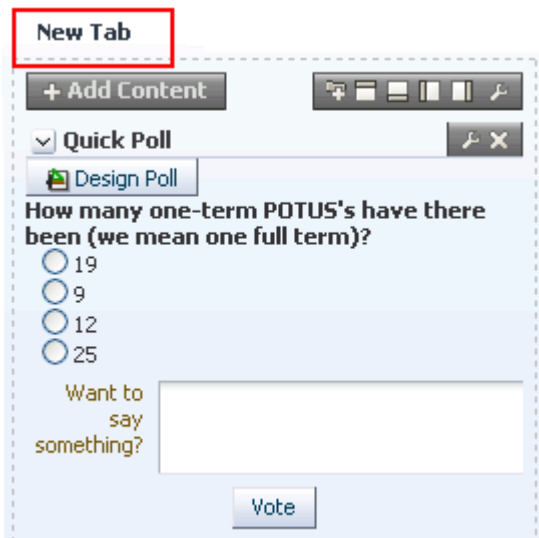 New Tab
+ Add Content
Quick Poll
Design Poll
How many one-term POTUS's have there
been (we mean one full term)?
19
9
12
25
Want to
say
something?
Vote